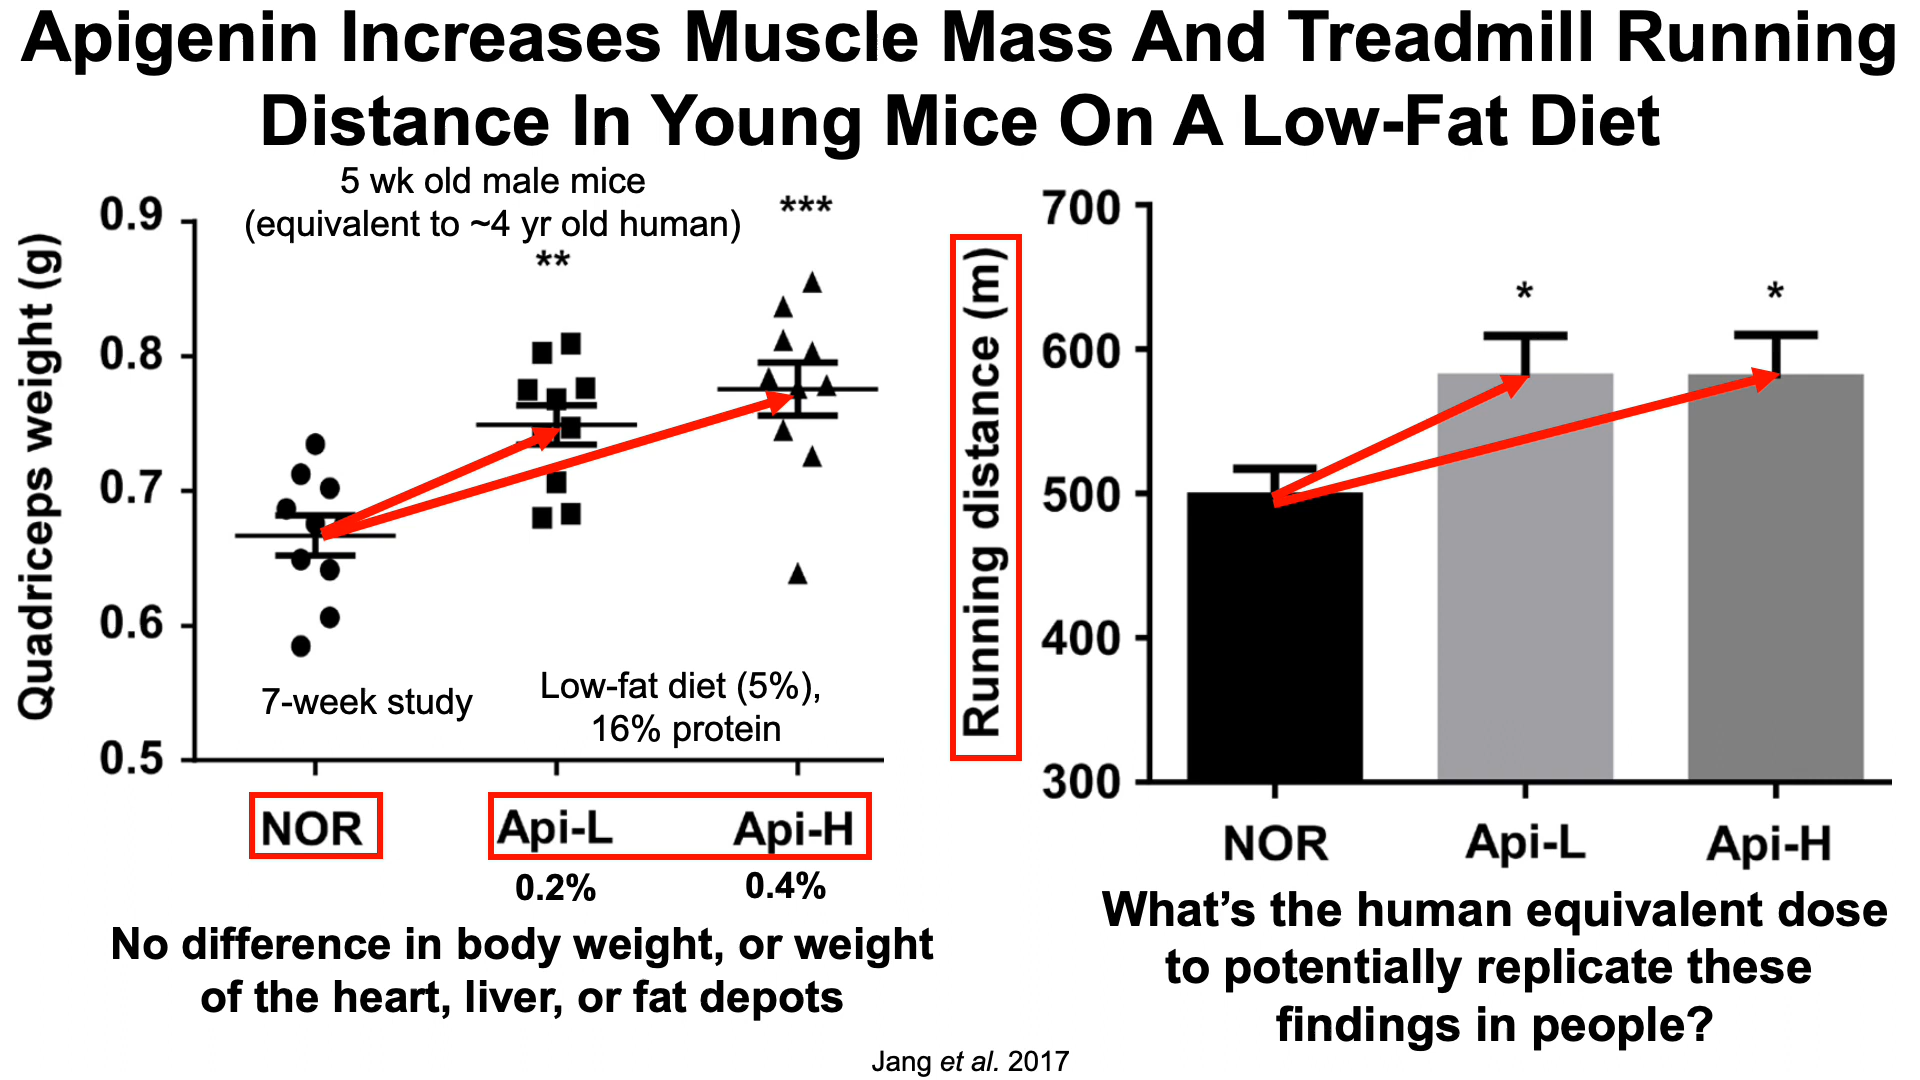 Apigenin Increases Muscle Mass And Treadmill Running
Distance In Young Mice On A Low-Fat Diet
5 wk old male mice
(equivalent to ~4 yr old human)
Quadriceps weight (g)
0.9
0.8
0.7
0.6
0.5
**
***
7-week study
Low-fat diet (5%),
16% protein
NOR
Api-L
Api-H
0.2%
0.4%
No difference in body weight, or weight
of the heart, liver, or fat depots
Running distance (m)
700
600
500
400
300
*
*
NOR
Api-L
Api-H
What’s the human equivalent dose
to potentially replicate these
findings in people?
Jang et al. 2017